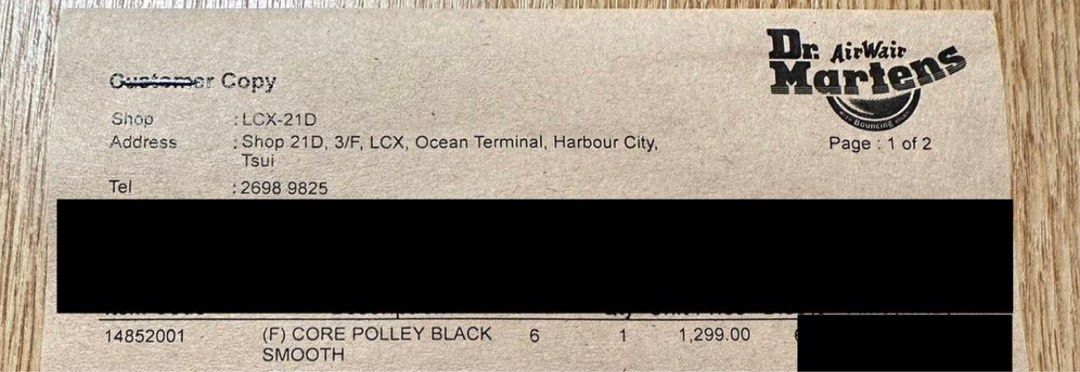 Dr. AirWair
Martens
Customer Copy
Shop : LCX-21D
Address : Shop 21D, 3/F, LCX, Ocean Terminal, Harbour City,
Tsui
Page : 1 of 2
Tel : 2698 9825
14852001 (F) CORE POLLEY BLACK 6 1 1,299.00
SMOOTH